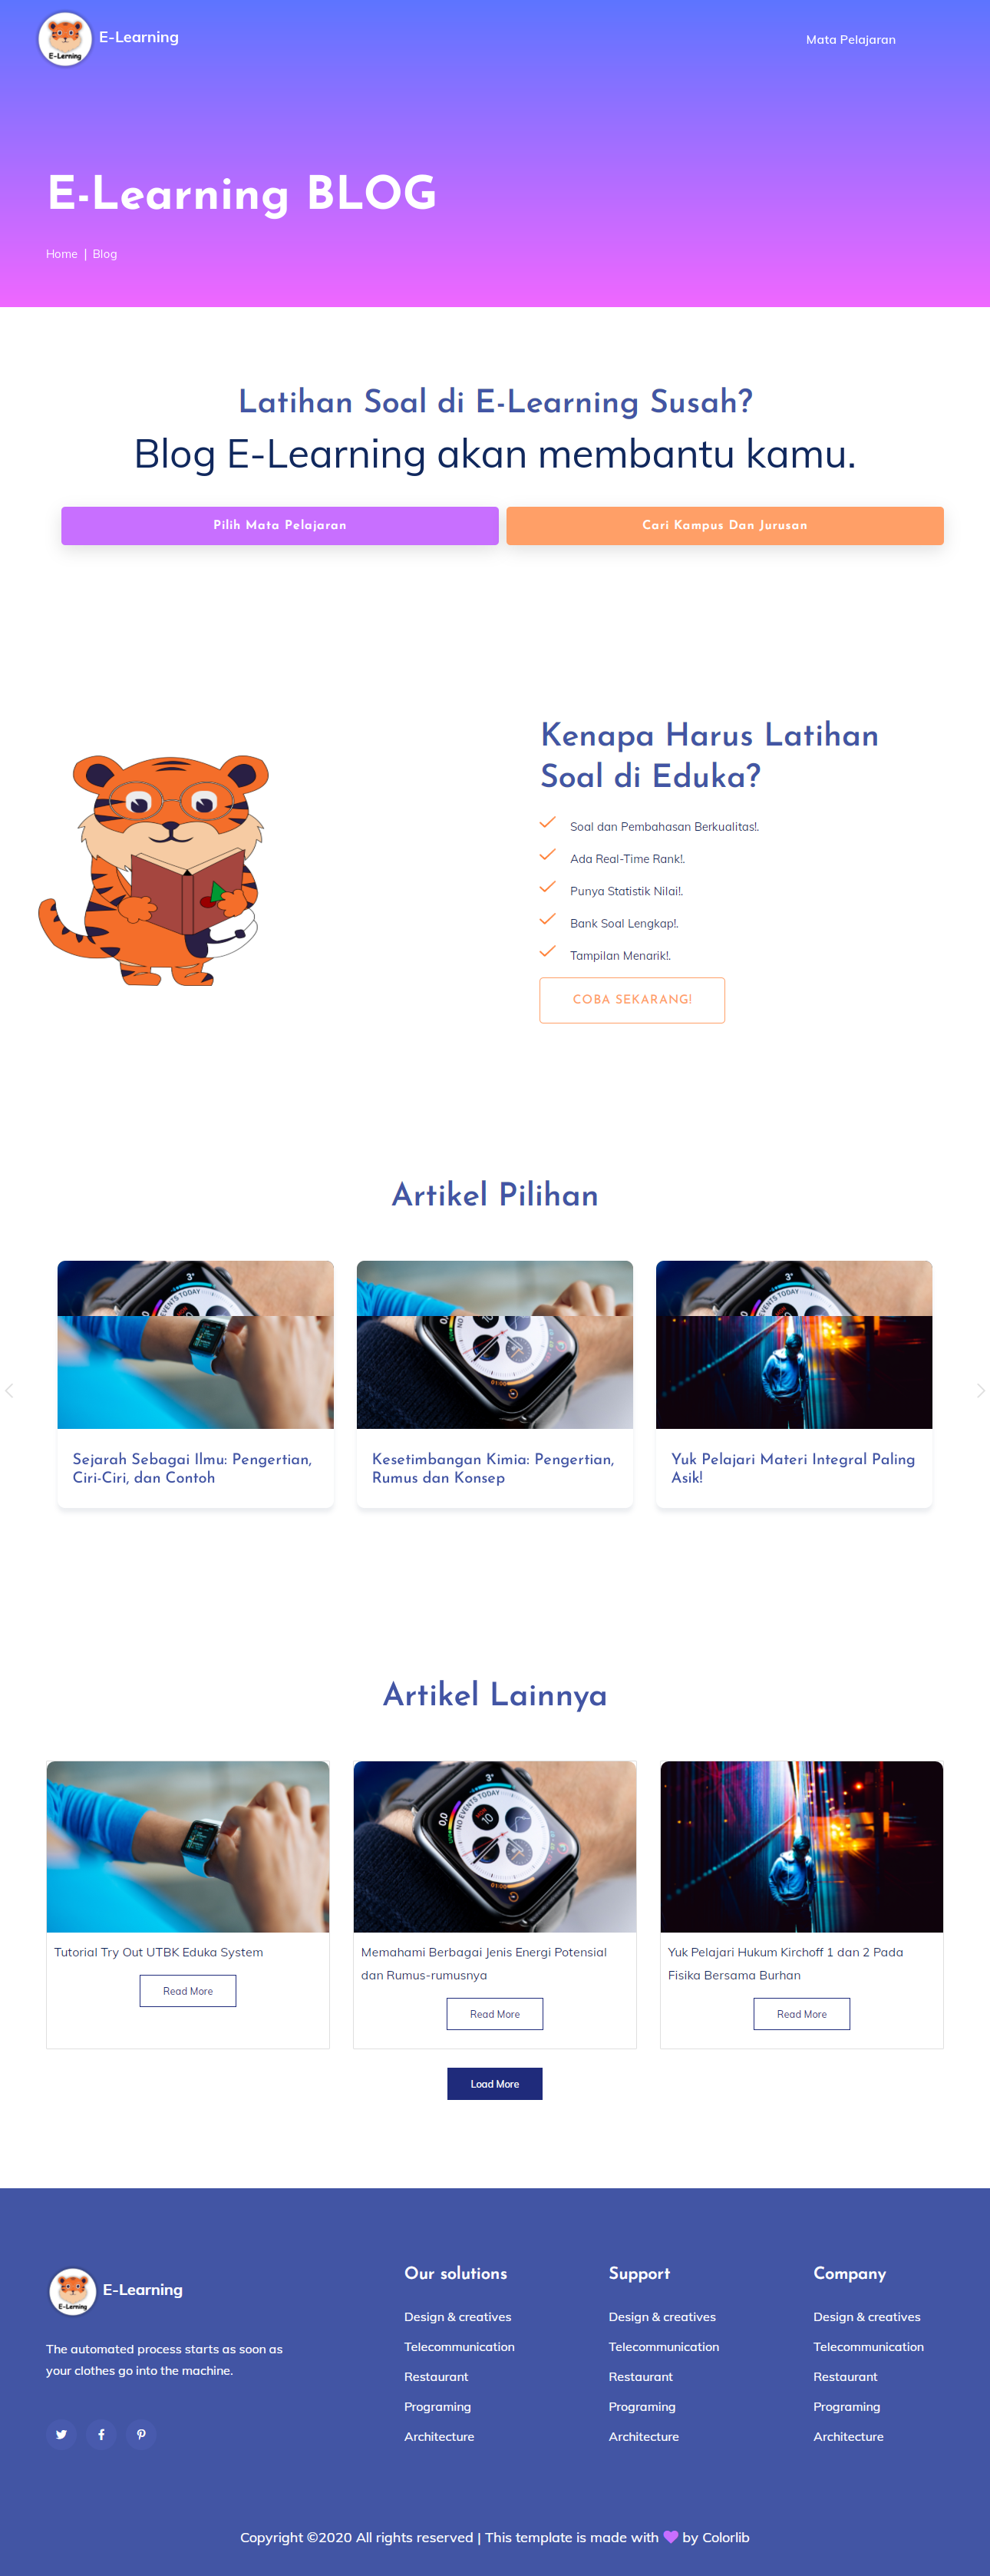 E-Lerning
E-Learning
Mata Pelajaran
E-Learning BLOG
Home | Blog
Latihan Soal di E-Learning Susah?
Blog E-Learning akan membantu kamu.
Pilih Mata Pelajaran
Cari Kampus Dan Jurusan
Kenapa Harus Latihan
Soal di Eduka?
Soal dan Pembahasan Berkualitas!.
Ada Real-Time Rank!.
Punya Statistik Nilai!.
Bank Soal Lengkap!.
Tampilan Menarik!.
COBA SEKARANG!
Artikel Pilihan
Sejarah Sebagai Ilmu: Pengertian,
Ciri-Ciri, dan Contoh
Kesetimbangan Kimia: Pengertian,
Rumus dan Konsep
Yuk Pelajari Materi Integral Paling
Asik!
Artikel Lainnya
Tutorial Try Out UTBK Eduka System
Read More
Memahami Berbagai Jenis Energi Potensial
dan Rumus-rumusnya
Read More
Yuk Pelajari Hukum Kirchoff 1 dan 2 Pada
Fisika Bersama Burhan
Read More
Load More
E-Lerning
E-Learning
The automated process starts as soon as
your clothes go into the machine.
Our solutions
Design & creatives
Telecommunication
Restaurant
Programing
Architecture
Support
Design & creatives
Telecommunication
Restaurant
Programing
Architecture
Company
Design & creatives
Telecommunication
Restaurant
Programing
Architecture
Copyright ©2020 All rights reserved | This template is made with by Colorlib